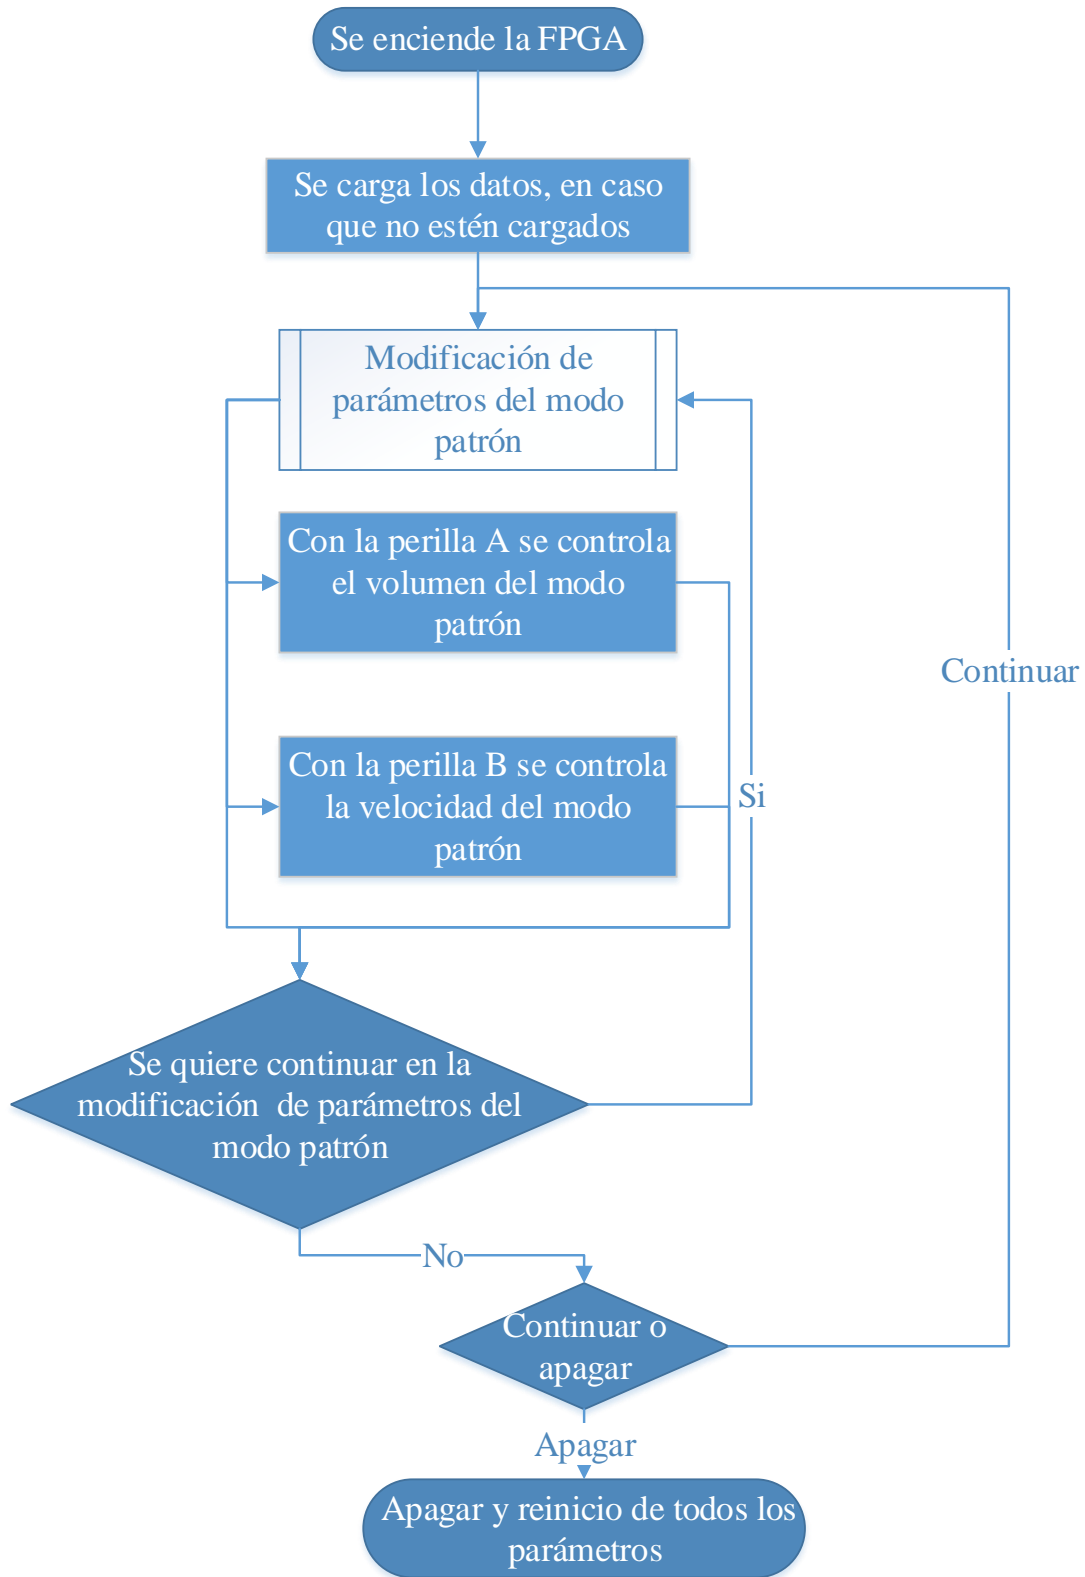 Se enciende la FPGA
Se carga los datos, en caso
que no estén cargados
Modificación de
parámetros del modo
patrón
Con la perilla A se controla
el volumen del modo
patrón
Continuar
Con la perilla B se controla
la velocidad del modo
patrón
Si
Se quiere continuar en la
modificación  de parámetros del
modo patrón
No
Continuar o
apagar
Apagar
Apagar y reinicio de todos los
parámetros